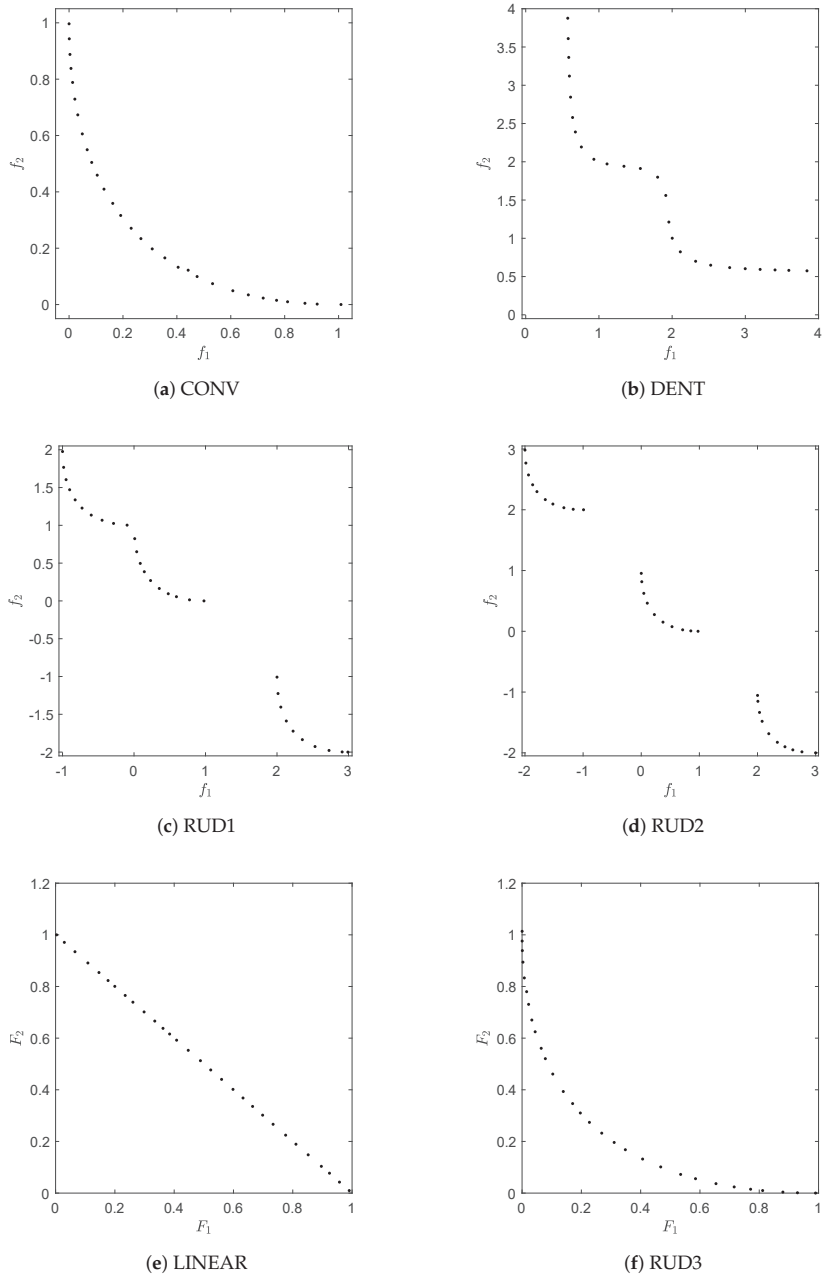 1
0.8
0.6
0.4
0.2
0
f₂
0 0.2 0.4 0.6 0.8 1
f₁
(a) CONV
4
3.5
3
2.5
2
1.5
1
0.5
0
f₂
0 1 2 3 4
f₁
(b) DENT
2
1.5
1
0.5
0
-0.5
-1
-1.5
-2
f₂
-1 0 1 2 3
f₁
(c) RUD1
3
2
1
0
-1
-2
f₂
-2 -1 0 1 2 3
f₁
(d) RUD2
1.2
1
0.8
0.6
0.4
0.2
0
F₂
0 0.2 0.4 0.6 0.8 1
F₁
(e) LINEAR
1.2
1
0.8
0.6
0.4
0.2
0
F₂
0 0.2 0.4 0.6 0.8 1
F₁
(f) RUD3